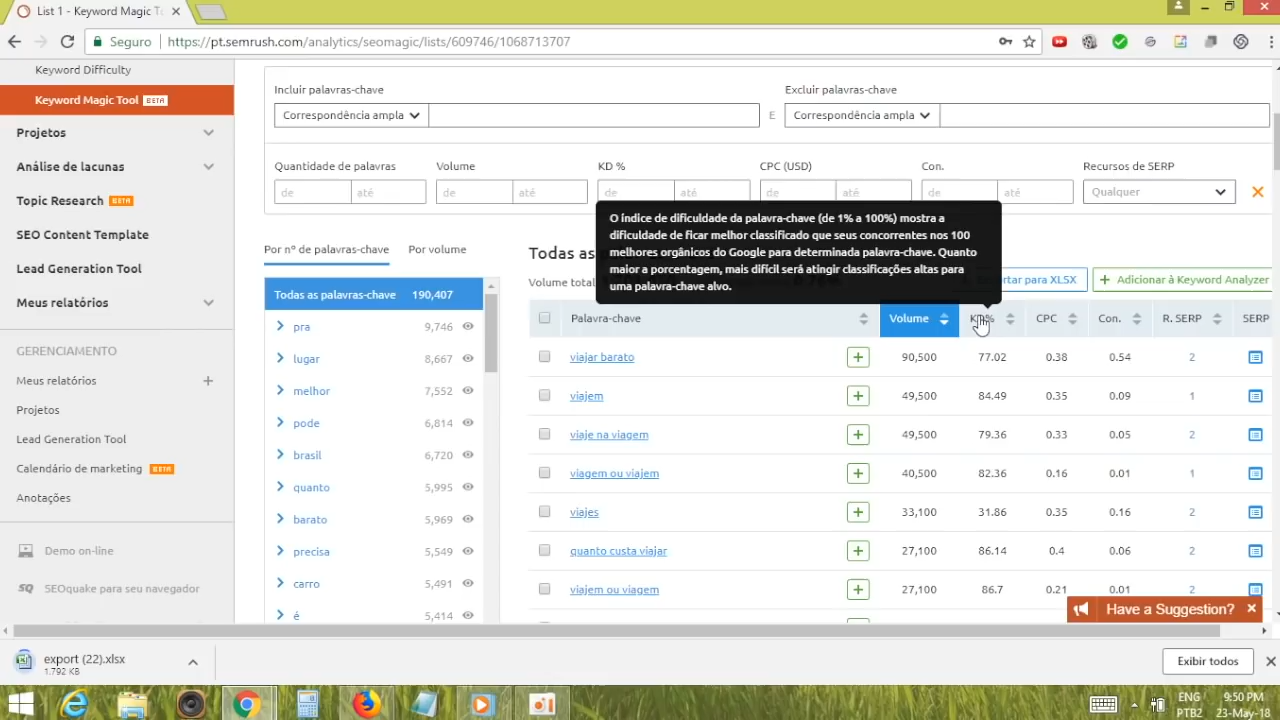 List 1 - Keyword Magic To
Seguro
https://pt.semrush.com/analytics/seomagic/lists/609746/1068713707
Keyword Difficulty
Keyword Magic Tool BETA
Projetos
Análise de lacunas
Topic Research BETA
SEO Content Template
Lead Generation Tool
Meus relatórios
GERENCIAMENTO
Meus relatórios +
Projetos
Lead Generation Tool
Calendário de marketing BETA
Anotações
Demo on-line
SQ SEOquake para seu navegador
Incluir palavras-chave
Excluir palavras-chave
Correspondência ampla
E
Correspondência ampla
Quantidade de palavras Volume KD % CPC (USD) Con. Recursos de SERP
de até de até de até de até de até Qualquer
O índice de dificuldade da palavra-chave (de 1% a 100%) mostra a
dificuldade de ficar melhor classificado que seus concorrentes nos 100
melhores orgânicos do Google para determinada palavra-chave. Quanto
maior a porcentagem, mais difícil será atingir classificações altas para
uma palavra-chave alvo.
Por nº de palavras-chave Por volume
Todas as palavras-chave 190,407
pra 9,746
lugar 8,667
melhor 7,552
pode 6,814
brasil 6,720
quanto 5,995
barato 5,969
precisa 5,549
carro 5,491
é 5,414
Todas as
Volume total
ortar para XLSX
+ Adicionar à Keyword Analyzer
Palavra-chave Volume KD% CPC Con. R. SERP SERP
viajar barato + 90,500 77.02 0.38 0.54 2
viajem + 49,500 84.49 0.35 0.09 1
viaje na viagem + 49,500 79.36 0.33 0.05 2
viagem ou viajem + 40,500 82.36 0.16 0.01 1
viajes + 33,100 31.86 0.35 0.16 2
quanto custa viajar + 27,100 86.14 0.4 0.06 2
viajem ou viagem + 27,100 86.7 0.21 0.01 2
Have a Suggestion?
export (22).xlsx
1.792 KB
Exibir todos
ENG
PTB2
9:50 PM
23-May-18